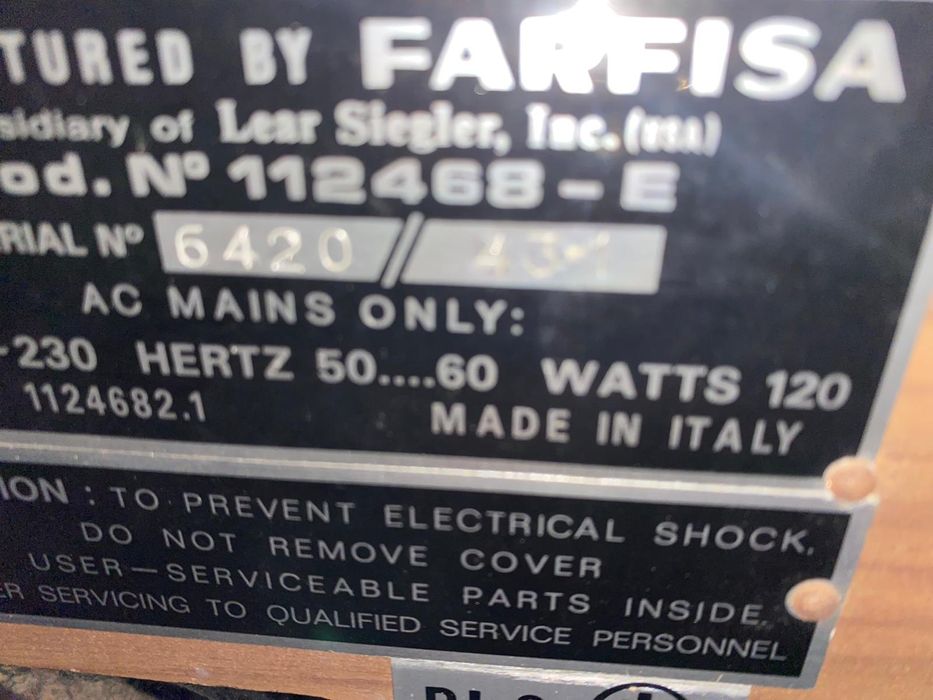 TURED BY FARFISA
sidiary of Lear Siegler, Inc. (USA)
od. Nº 112468-E
RIAL Nº 6420 //
AC MAINS ONLY:
-230 HERTZ 50....60 WATTS 120
1124682.1 MADE IN ITALY
ION : TO PREVENT ELECTRICAL SHOCK,
DO NOT REMOVE COVER
USER-SERVICEABLE PARTS INSIDE.
ER SERVICING TO QUALIFIED SERVICE PERSONNEL